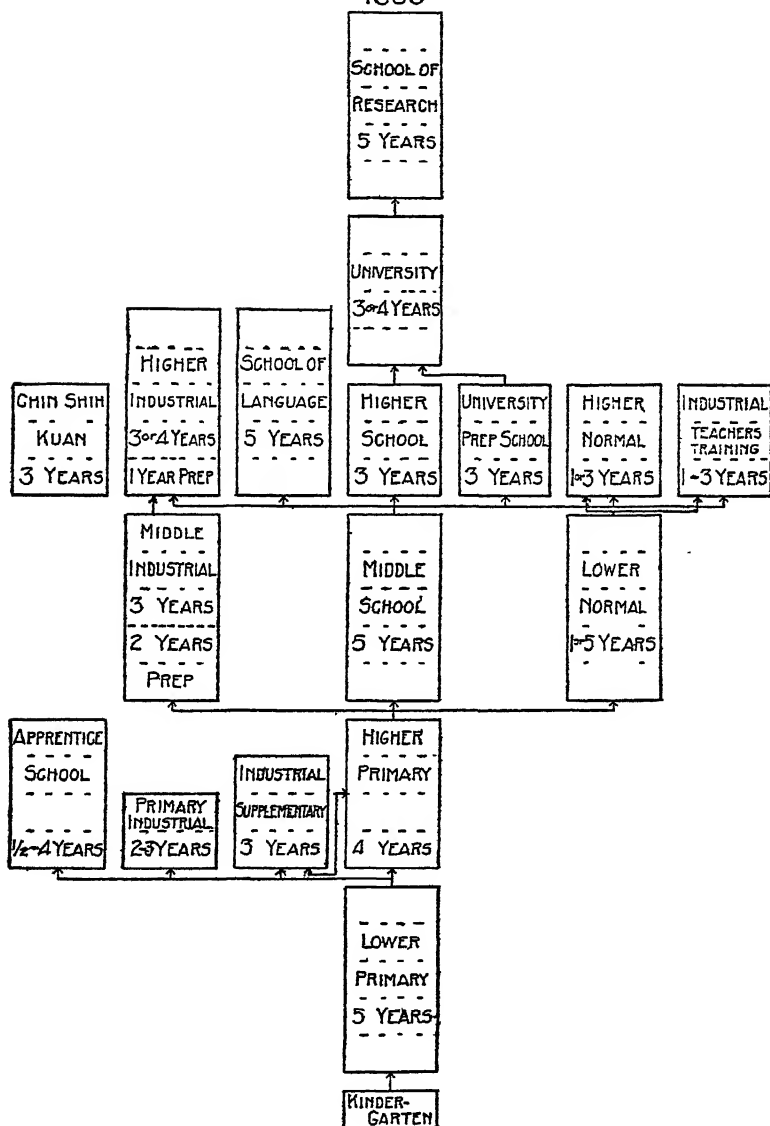 SCHOOL OF
RESEARCH
5 YEARS
UNIVERSITY
3 or 4 YEARS
CHIN SHIH
KUAN
3 YEARS
HIGHER
INDUSTRIAL
3 or 4 YEARS
1 YEAR PREP
SCHOOL OF
LANGUAGE
5 YEARS
HIGHER
SCHOOL
3 YEARS
UNIVERSITY
PREP SCHOOL
3 YEARS
HIGHER
NORMAL
1 or 3 YEARS
INDUSTRIAL
TEACHERS
TRAINING
1-3 YEARS
MIDDLE
INDUSTRIAL
3 YEARS
2 YEARS
PREP
MIDDLE
SCHOOL
5 YEARS
LOWER
NORMAL
1 or 5 YEARS
APPRENTICE
SCHOOL
1/2-4 YEARS
PRIMARY
INDUSTRIAL
2-3 YEARS
INDUSTRIAL
SUPPLEMENTARY
3 YEARS
HIGHER
PRIMARY
4 YEARS
LOWER
PRIMARY
5 YEARS
KINDER-
GARTEN